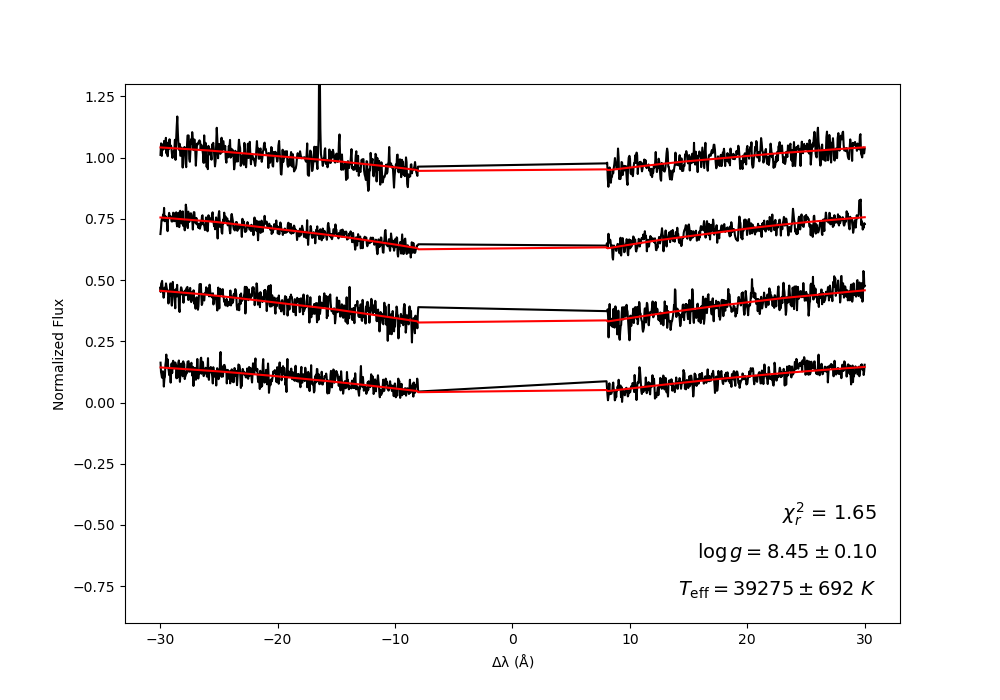 1.25
1.00
0.75
0.50
0.25
0.00
−0.25
−0.50
−0.75
Normalized Flux
χ_r^2 = 1.65
log g = 8.45 ± 0.10
T_eff = 39275 ± 692 K
−30 −20 −10 0 10 20 30
Δλ (Å)